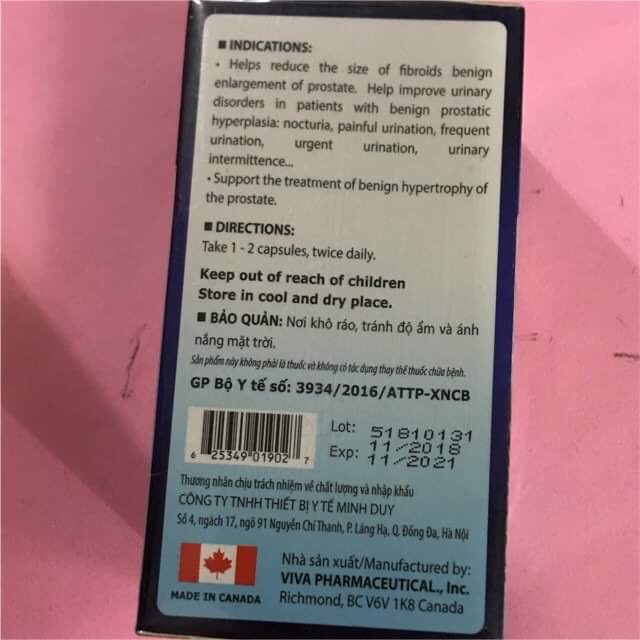 ■ INDICATIONS:
• Helps reduce the size of fibroids benign
enlargement of prostate. Help improve urinary
disorders in patients with benign prostatic
hyperplasia: nocturia, painful urination, frequent
urination, urgent urination, urinary
intermittence...
• Support the treatment of benign hypertrophy of
the prostate.
■ DIRECTIONS:
Take 1 - 2 capsules, twice daily.
Keep out of reach of children
Store in cool and dry place.
■ BẢO QUẢN: Nơi khô ráo, tránh độ ẩm và ánh
nắng mặt trời.
Sản phẩm này không phải là thuốc và không có tác dụng thay thế thuốc chữa bệnh.
GP Bộ Y tế số: 3934/2016/ATTP-XNCB
Lot: 51810131
11/2018
Exp: 11/2021
6 25349 01902 7
Thương nhân chịu trách nhiệm về chất lượng và nhập khẩu
CÔNG TY TNHH THIẾT BỊ Y TẾ MINH DUY
Số 4, ngách 17, ngõ 91 Nguyễn Chí Thanh, P. Láng Hạ, Q. Đống Đa, Hà Nội
MADE IN CANADA
Nhà sản xuất/Manufactured by:
VIVA PHARMACEUTICAL., Inc.
Richmond, BC V6V 1K8 Canada